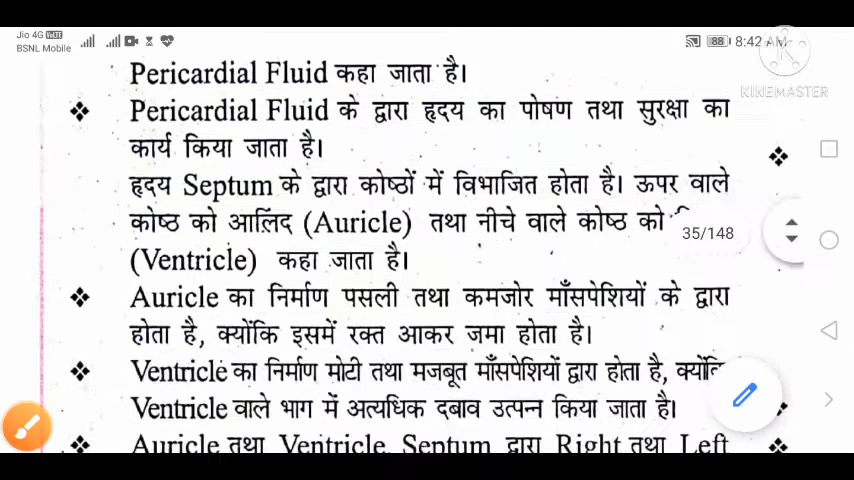 Jio 4G VoLTE
BSNL Mobile
88 8:42 AM
KINEMASTER
Pericardial Fluid कहा जाता है।
❖ Pericardial Fluid के द्वारा हृदय का पोषण तथा सुरक्षा का
कार्य किया जाता है।
हृदय Septum के द्वारा कोष्ठों में विभाजित होता है। ऊपर वाले
कोष्ठ को आलिंद (Auricle) तथा नीचे वाले कोष्ठ को
35/148
(Ventricle) कहा जाता है।
❖ Auricle का निर्माण पसली तथा कमजोर माँसपेशियों के द्वारा
होता है, क्योंकि इसमें रक्त आकर जमा होता है।
❖ Ventricle का निर्माण मोटी तथा मजबूत माँसपेशियों द्वारा होता है, क्योंकि
Ventricle वाले भाग में अत्यधिक दबाव उत्पन्न किया जाता है।
❖ Auricle तथा Ventricle, Septum द्वारा Right तथा Left